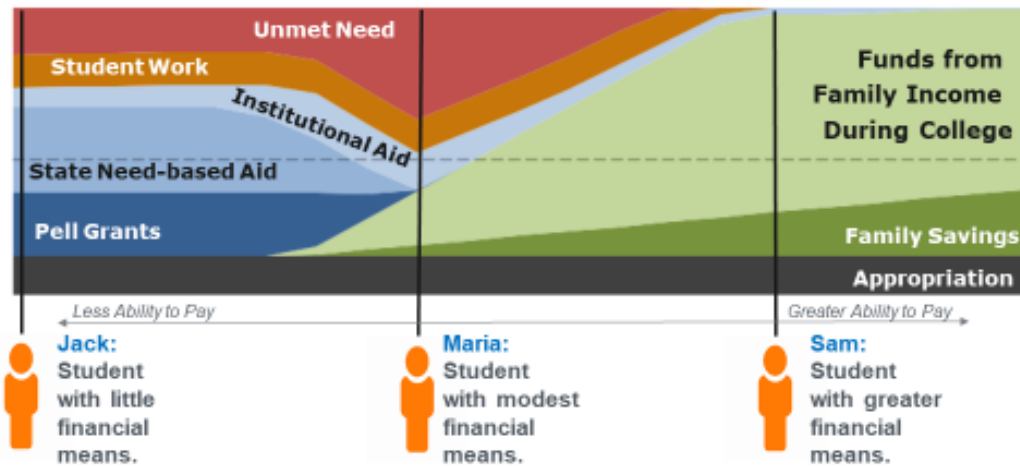 Unmet Need
Student Work
Institutional Aid
Funds from
Family Income
During College
State Need-based Aid
Pell Grants
Family Savings
Appropriation
Less Ability to Pay
Greater Ability to Pay
Jack:
Student
with little
financial
means.
Maria:
Student
with modest
financial
means.
Sam:
Student
with greater
financial
means.